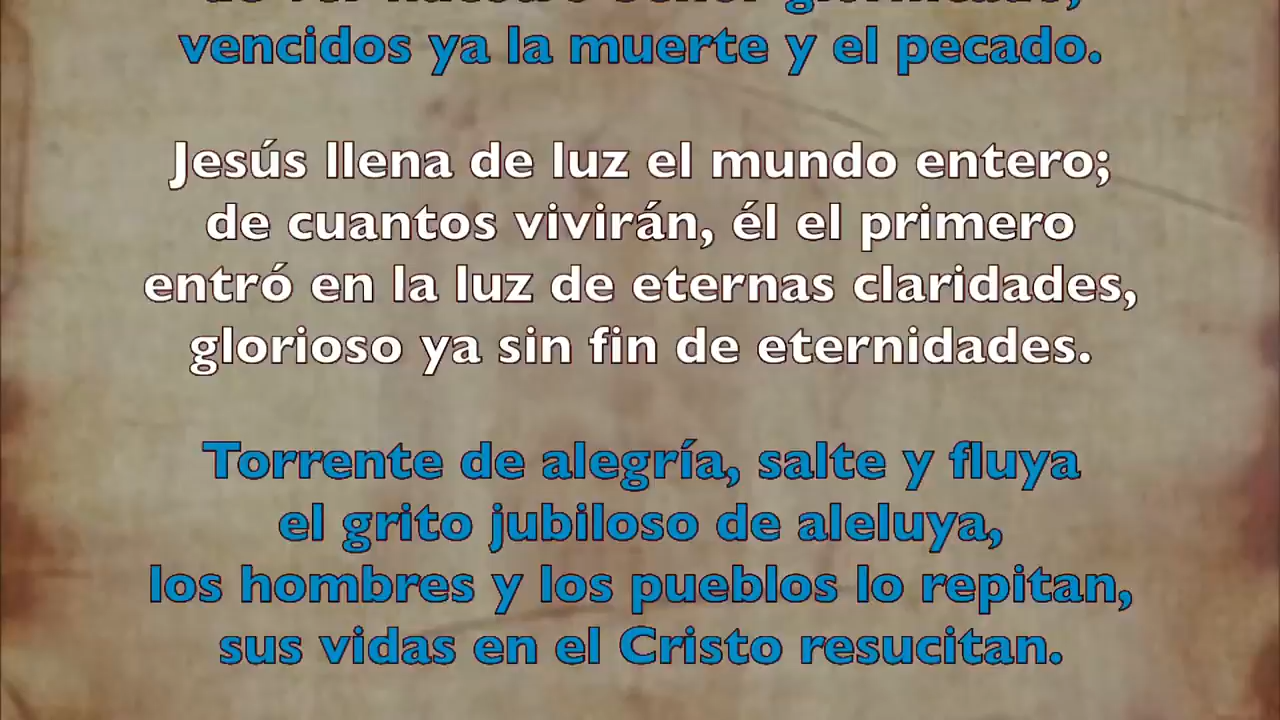 vencidos ya la muerte y el pecado.
Jesús llena de luz el mundo entero;
de cuantos vivirán, él el primero
entró en la luz de eternas claridades,
glorioso ya sin fin de eternidades.
Torrente de alegría, salte y fluya
el grito jubiloso de aleluya,
los hombres y los pueblos lo repitan,
sus vidas en el Cristo resucitan.